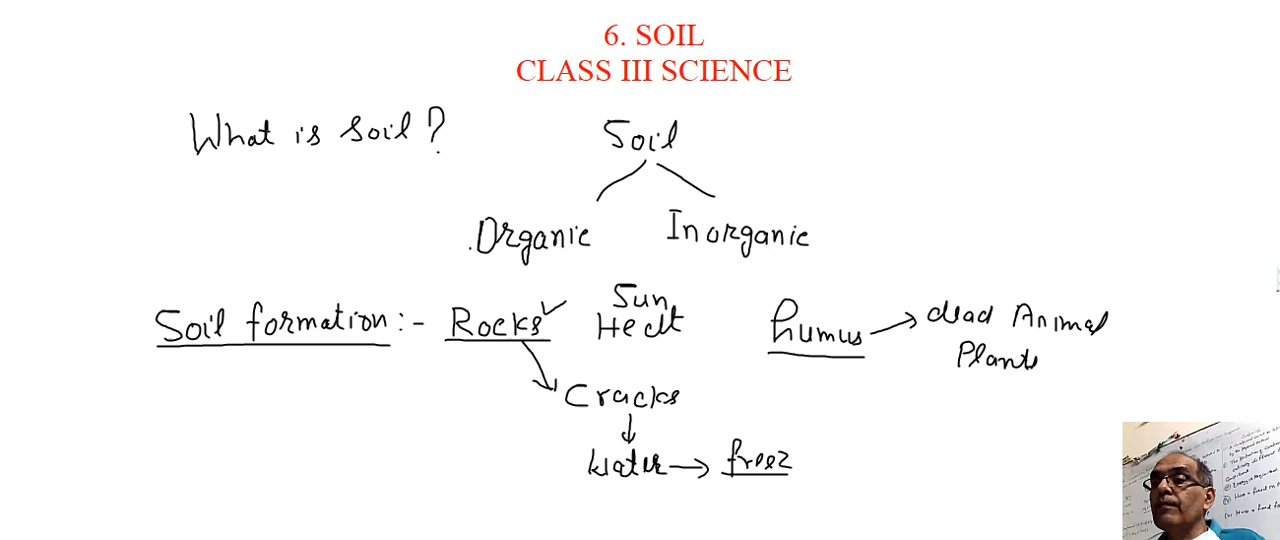 6. SOIL
CLASS III SCIENCE
What is soil?
Soil
Organic
Inorganic
Soil formation :- Rocks
Sun
Heat
humus → dead Animal
Plants
Cracks
Water → freez